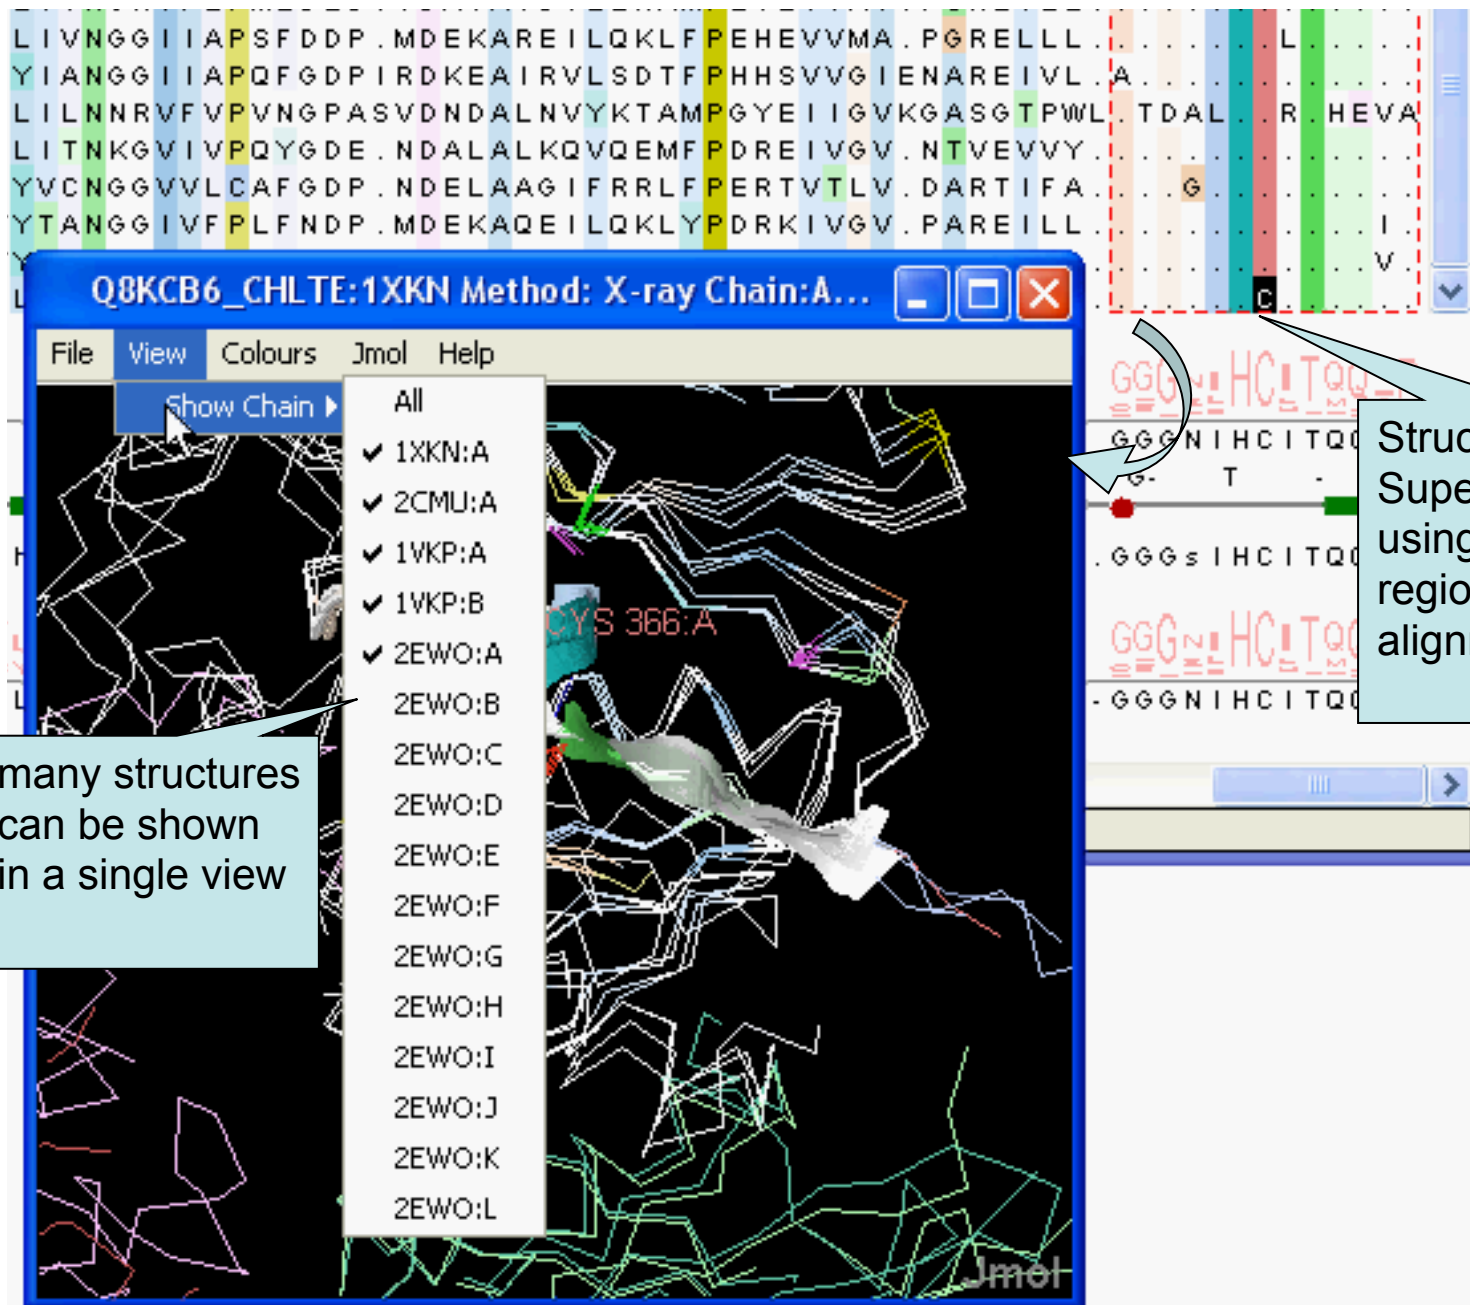 LIVNGGIIAPSFDDP.MDEKAREILQKLFPEHEVVMA.PGRELLL........L.....
YIANGGIIAPQFGDPIRDKEAIRVLSDTFPHHSVVGIENAREIVL.A............
LILNNRVFVPVNGPASVDNDALNVYKTAMPGYEIIGVKGASGTPWL.TDAL..R.HEVA
LITNKGVIVPQYGDE.NDALALKQVQEMFPDREIVGV.NTVEVVY..............
YVCNGGVVLCAFGDP.NDELAAGIFRRLFPERTVTLV.DARTIFA....G.........
YTANGGIVFPLFNDP.MDEKAQEILQKLYPDRKIVGV.PAREILL............I.
V.
C
Q8KCB6_CHLTE:1XKN Method: X-ray Chain:A...
File View Colours Jmol Help
Show Chain
All
1XKN:A
2CMU:A
1VKP:A
1VKP:B
2EWO:A
2EWO:B
2EWO:C
2EWO:D
2EWO:E
2EWO:F
2EWO:G
2EWO:H
2EWO:I
2EWO:J
2EWO:K
2EWO:L
CYS 366:A
many structures
can be shown
in a single view
Jmol
GGGNIHCITQ
G- T -
.GGGsIHCITQ
-GGGNIHCITQ
Struc
Supe
using
regio
align